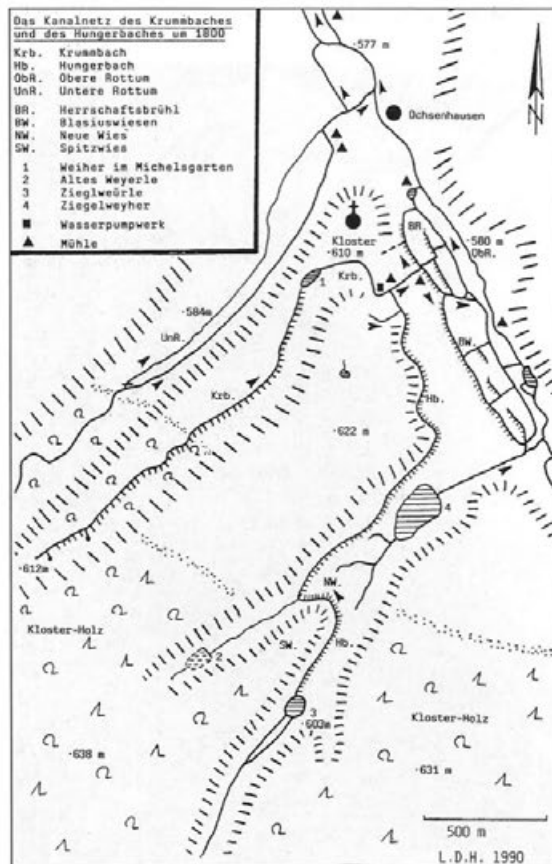 Das Kanalnetz des Krummbaches
und des Hungerbaches um 1800
Krb. Krummbach
Hb. Hungerbach
ObR. Obere Rottum
UnR. Untere Rottum
BR. Herrschaftsbrühl
BW. Blasiuswiesen
NW. Neue Wies
SW. Spitzwies
1 Weiher im Michelsgarten
2 Altes Weyerle
3 Zieglweürle
4 Ziegelweyher
Wasserpumpwerk
Mühle
·577 m
Ochsenhausen
Kloster
·610 m
BR.
·580 m
ObR.
Krb.
1
·584m
UnR.
BW.
Krb.
Hb.
·622 m
4
·612m
NW.
Kloster-Holz
SW.
Hb.
2
3
·603m
Kloster-Holz
·638 m
·631 m
500 m
L.D.H. 1990